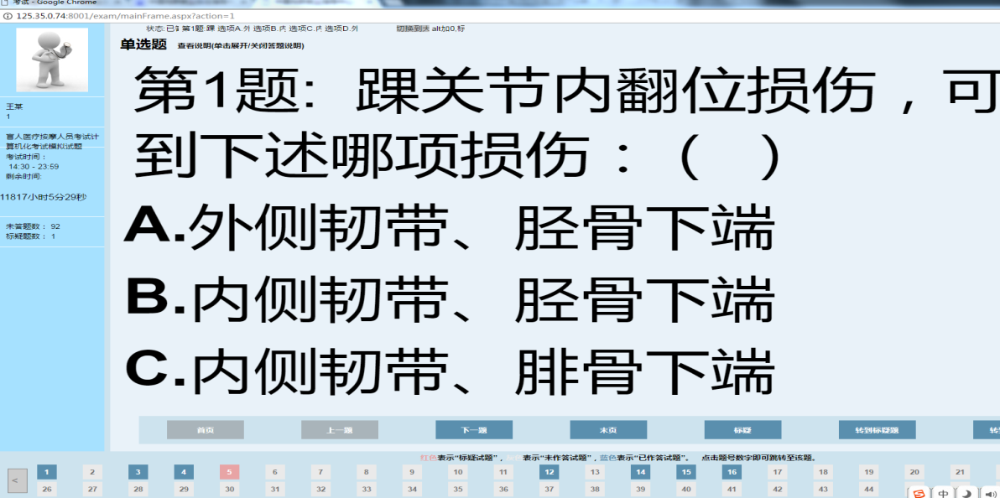 考试 - Google Chrome
125.35.0.74:8001/exam/mainFrame.aspx?action=1
第1题:踝 选项A.外 选项B.内 选项C.内 选项D.外 切换到 alt加0,标
单选题 查看说明(单击展开/关闭答题说明)
王某
1
盲人医疗按摩人员考试计
算机化考试模拟试题
考试时间:
14:30 - 23:59
剩余时间:
11817小时5分29秒
未答题数: 92
标疑题数: 1
第1题:踝关节内翻位损伤,可
到下述哪项损伤:( )
A.外侧韧带、胫骨下端
B.内侧韧带、胫骨下端
C.内侧韧带、腓骨下端
首页 上一题 下一题 末页 标疑 转到标疑题 转
红色表示“标疑试题”, 表示“未作答试题”,蓝色表示“已作答试题”。 点击题号数字即可跳转至该题。
< 1 2 3 4 5 6 7 8 9 10 11 12 13 14 15 16 17 18 19 20 21
26 27 28 29 30 31 32 33 34 35 36 37 38 39 40 41 42 43 44
中